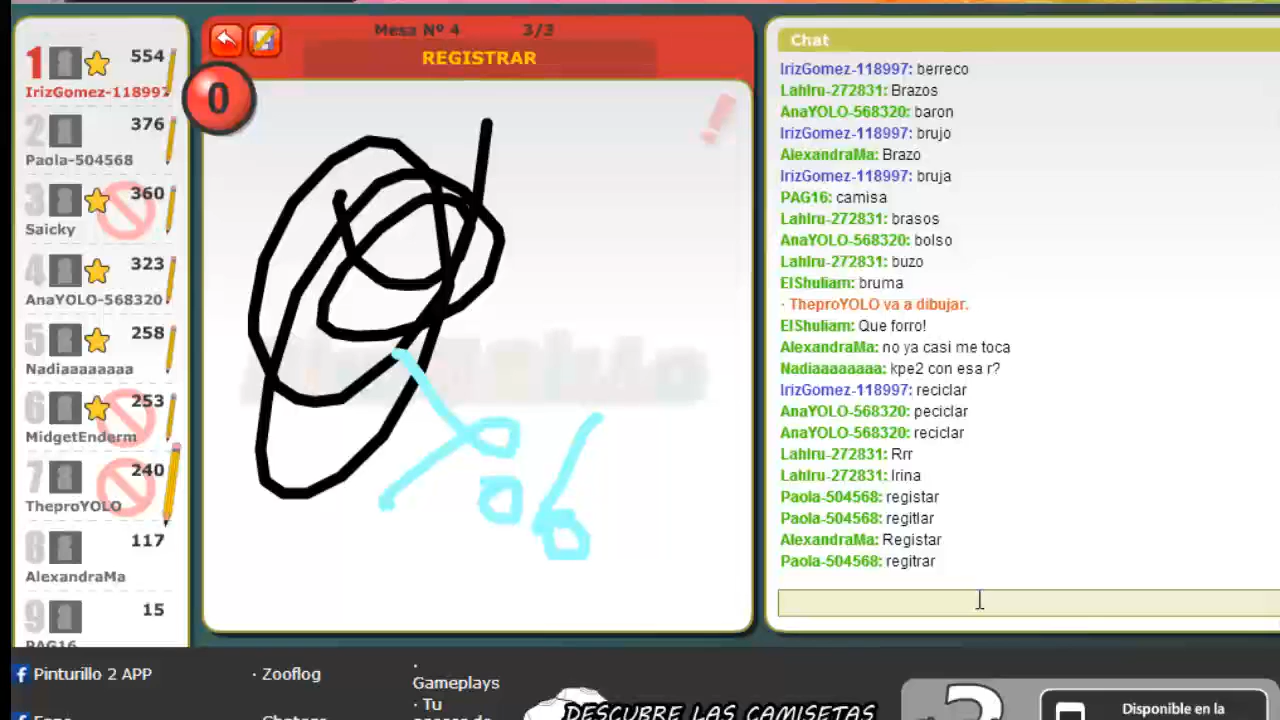 1 554
IrizGomez-118997
2 376
Paola-504568
3 360
Saicky
4 323
AnaYOLO-568320
5 258
Nadiaaaaaaaa
6 253
MidgetEnderm
7 240
TheproYOLO
8 117
AlexandraMa
9 15
PAG16
Mesa Nº 4 3/3
REGISTRAR
0
Chat
IrizGomez-118997: berreco
Lahlru-272831: Brazos
AnaYOLO-568320: baron
IrizGomez-118997: brujo
AlexandraMa: Brazo
IrizGomez-118997: bruja
PAG16: camisa
Lahlru-272831: brasos
AnaYOLO-568320: bolso
Lahlru-272831: buzo
ElShuliam: bruma
· TheproYOLO va a dibujar.
ElShuliam: Que forro!
AlexandraMa: no ya casi me toca
Nadiaaaaaaaa: kpe2 con esa r?
IrizGomez-118997: reciclar
AnaYOLO-568320: peciclar
AnaYOLO-568320: reciclar
Lahlru-272831: Rrr
Lahlru-272831: Irina
Paola-504568: registar
Paola-504568: regitlar
AlexandraMa: Registar
Paola-504568: regitrar
Pinturillo 2 APP
· Zooflog
· Gameplays
· Tu
DESCUBRE LAS CAMISETAS
Disponible en la